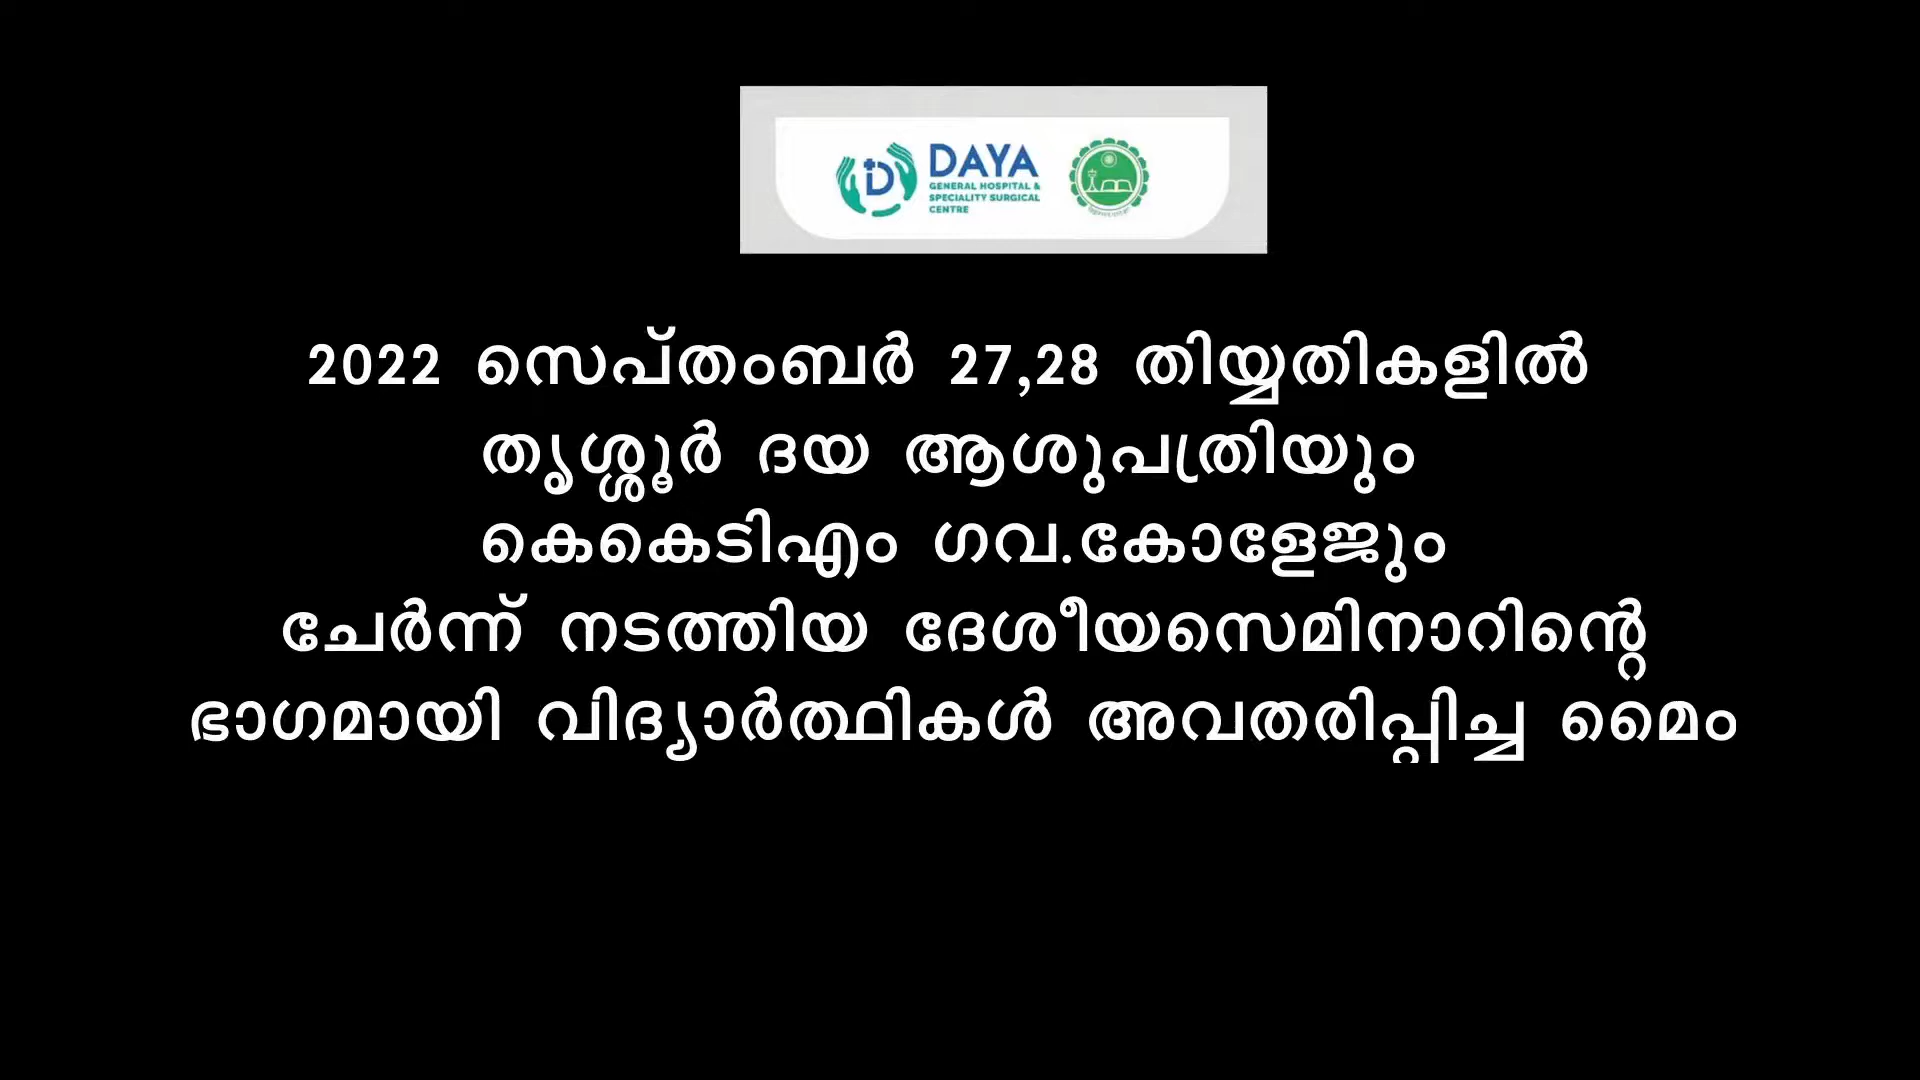 DAYA
GENERAL HOSPITAL &
SPECIALITY SURGICAL
CENTRE
2022 സെപ്തംബർ 27,28 തിയ്യതികളിൽ
തൃശ്ശൂർ ദയ ആശുപത്രിയും
കെകെടിഎം ഗവ.കോളേജും
ചേർന്ന് നടത്തിയ ദേശീയസെമിനാറിന്റെ
ഭാഗമായി വിദ്യാർത്ഥികൾ അവതരിപ്പിച്ച മൈം